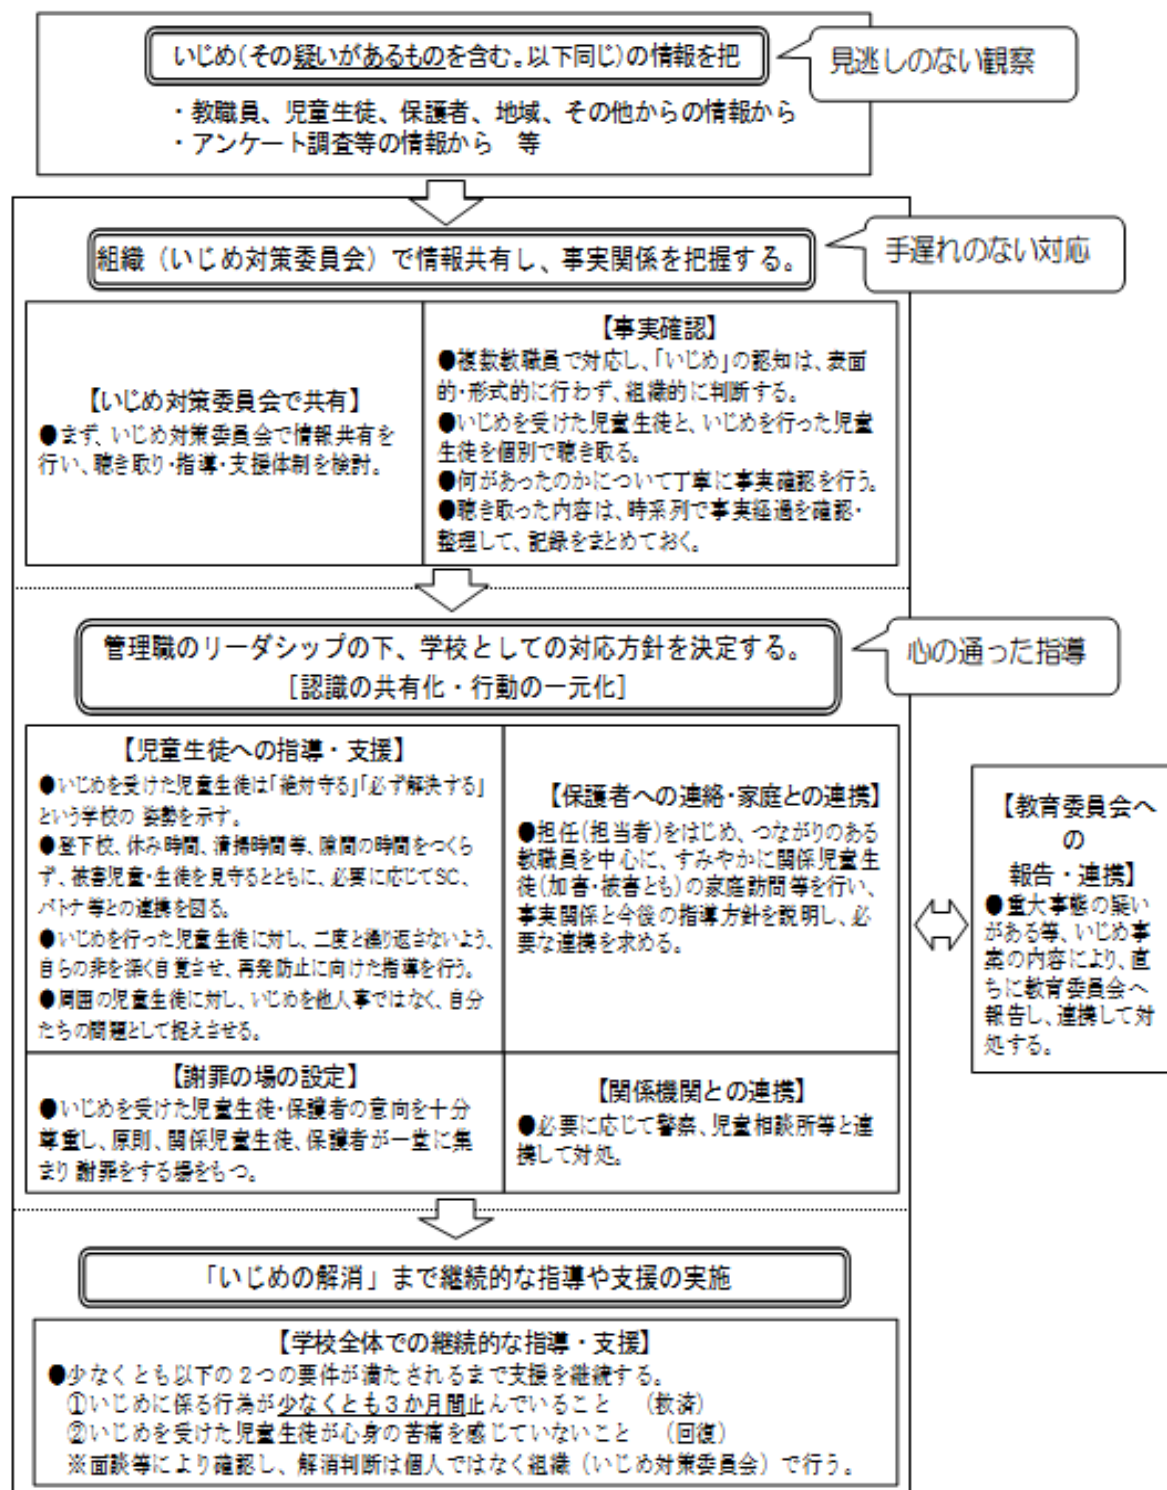 いじめ(その疑いがあるものを含む。以下同じ)の情報を把
見逃しのない観察
・教職員、児童生徒、保護者、地域、その他からの情報から
・アンケート調査等の情報から　等
組織（いじめ対策委員会）で情報共有し、事実関係を把握する。
手遅れのない対応
【いじめ対策委員会で共有】
●まず、いじめ対策委員会で情報共有を
行い、聴き取り・指導・支援体制を検討。
【事実確認】
●複数教職員で対応し、「いじめ」の認知は、表面
的・形式的に行わず、組織的に判断する。
●いじめを受けた児童生徒と、いじめを行った児童
生徒を個別で聴き取る。
●何があったのかについて丁寧に事実確認を行う。
●聴き取った内容は、時系列で事実経過を確認・
整理して、記録をまとめておく。
管理職のリーダシップの下、学校としての対応方針を決定する。
［認識の共有化・行動の一元化］
心の通った指導
【児童生徒への指導・支援】
●いじめを受けた児童生徒は「絶対守る」「必ず解決する」
という学校の 姿勢を示す。
●登下校、休み時間、清掃時間等、隙間の時間をつくら
ず、被害児童・生徒を見守るとともに、必要に応じてSC、
パトナ等との連携を図る。
●いじめを行った児童生徒に対し、二度と繰り返さないよう、
自らの非を深く自覚させ、再発防止に向けた指導を行う。
●周囲の児童生徒に対し、いじめを他人事ではなく、自分
たちの問題として捉えさせる。
【保護者への連絡・家庭との連携】
●担任(担当者)をはじめ、つながりのある
教職員を中心に、すみやかに関係児童生
徒(加害・被害とも)の家庭訪問等を行い、
事実関係と今後の指導方針を説明し、必
要な連携を求める。
【教育委員会へ
の
報告・連携】
●重大事態の疑い
がある等、いじめ事
案の内容により、直
ちに教育委員会へ
報告し、連携して対
処する。
【謝罪の場の設定】
●いじめを受けた児童生徒・保護者の意向を十分
尊重し、原則、関係児童生徒、保護者が一堂に集
まり 謝罪をする場をもつ。
【関係機関との連携】
●必要に応じて警察、児童相談所等と連
携して対処。
「いじめの解消」まで継続的な指導や支援の実施
【学校全体での継続的な指導・支援】
●少なくとも以下の２つの要件が満たされるまで支援を継続する。
①いじめに係る行為が少なくとも３か月間止んでいること　（救済）
②いじめを受けた児童生徒が心身の苦痛を感じていないこと　（回復）
※面談等により確認し、解消判断は個人ではなく組織（いじめ対策委員会）で行う。